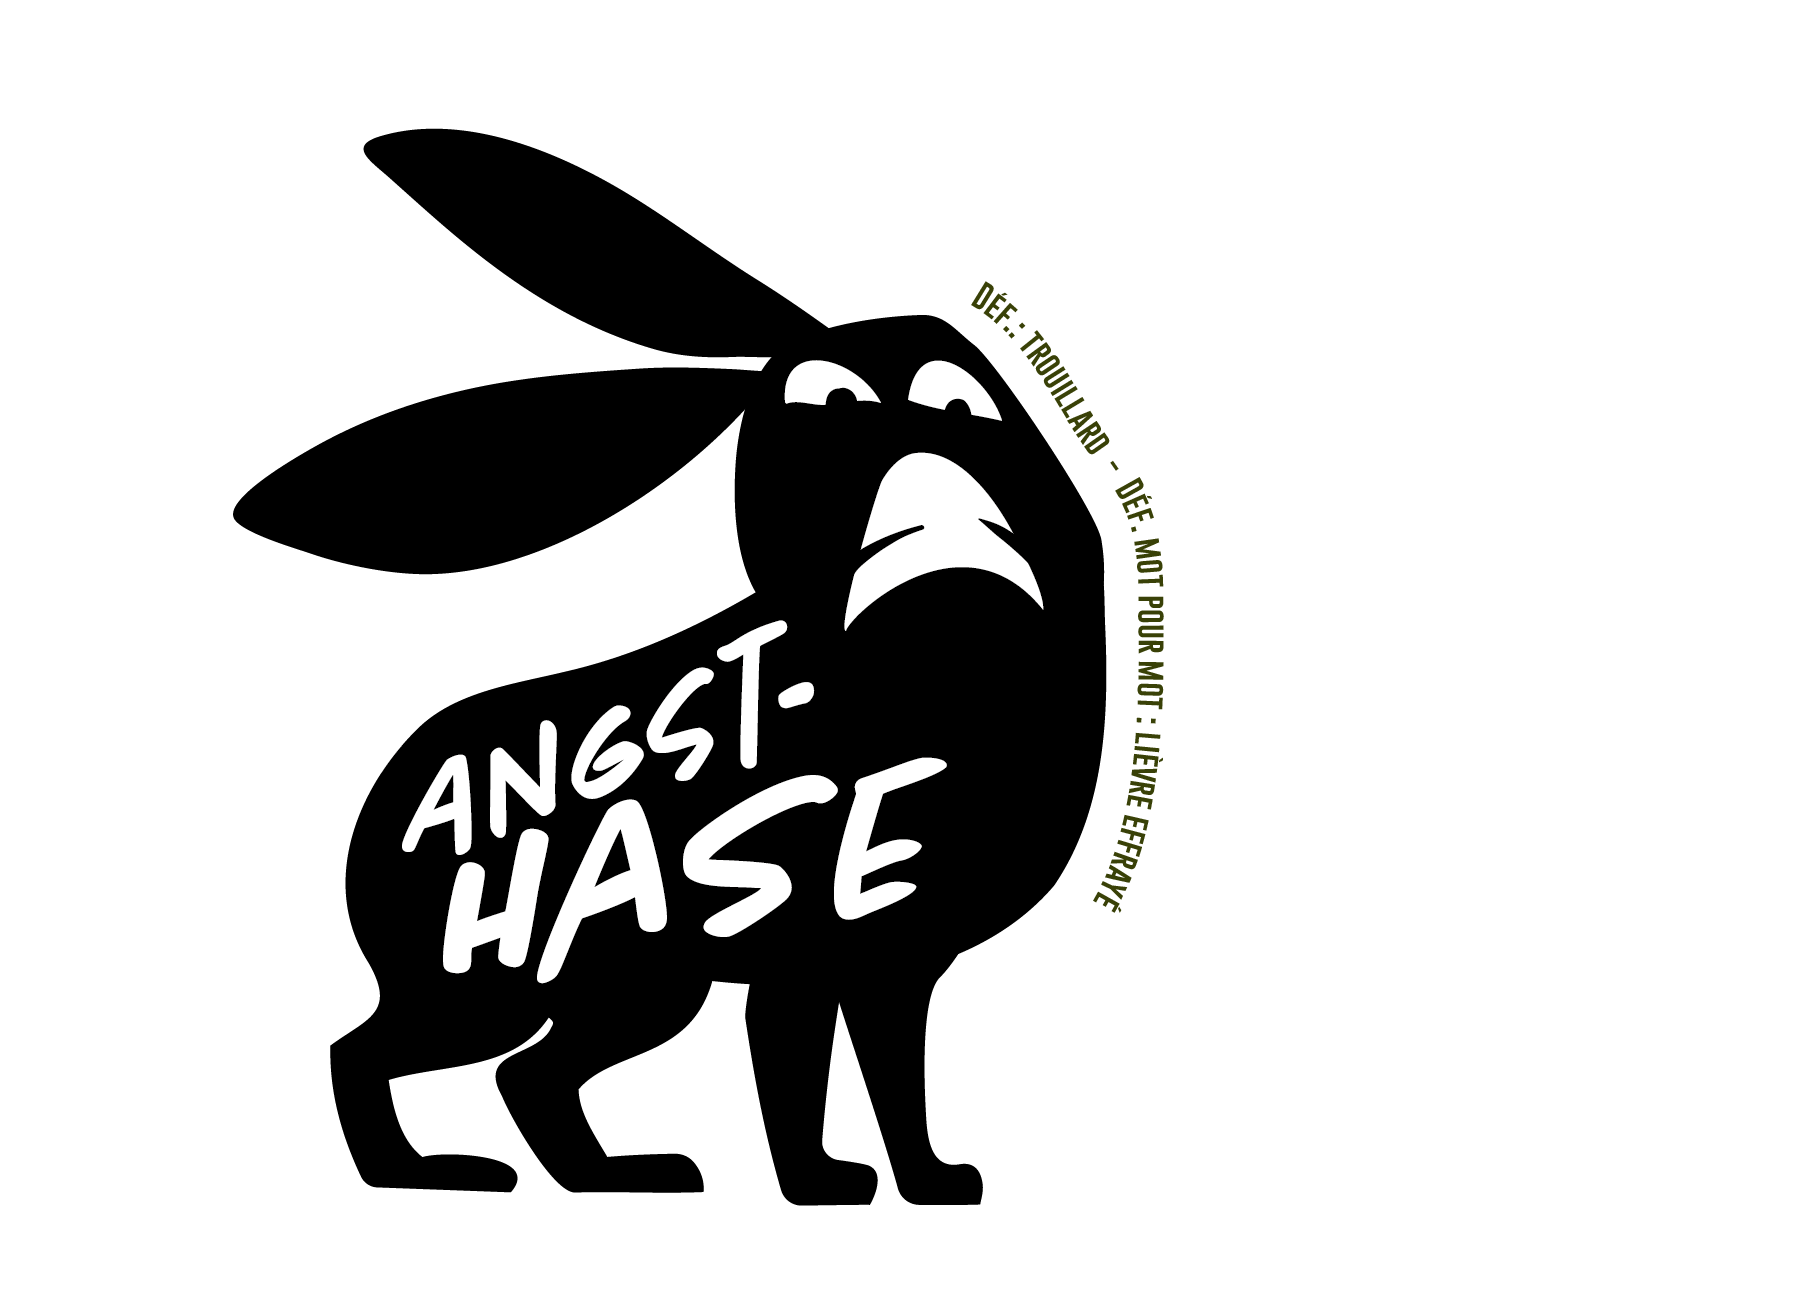 ANGST-
HASE
DÉF.: TROUILLARD - DÉF. MOT POUR MOT : LIÈVRE EFFRAYÉ